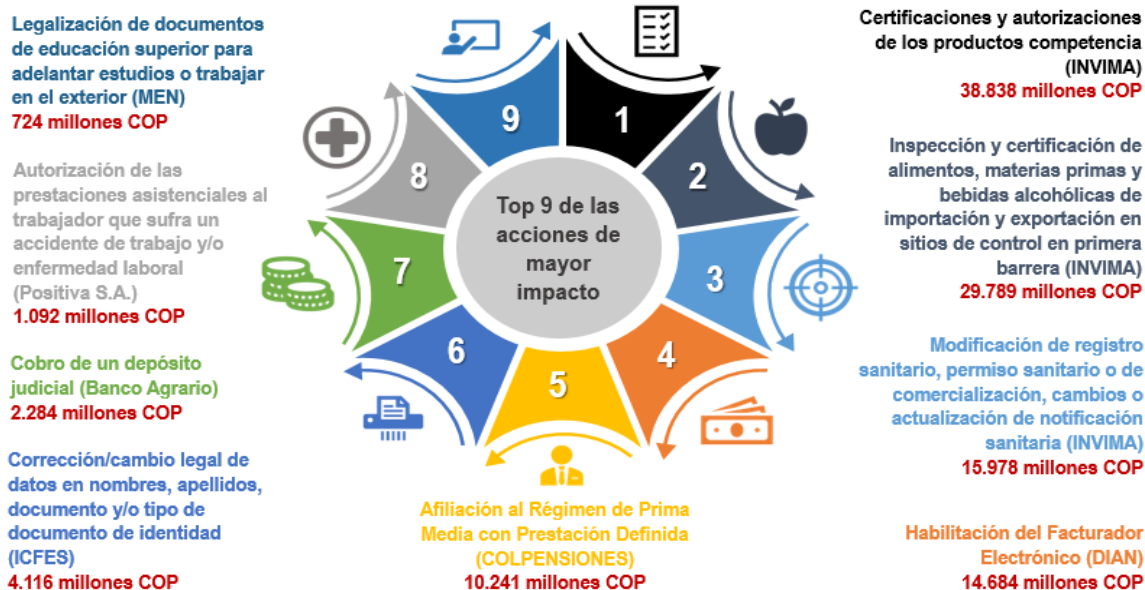 Top 9 de las
acciones de
mayor
impacto
1
Certificaciones y autorizaciones
de los productos competencia
(INVIMA)
38.838 millones COP
2
Inspección y certificación de
alimentos, materias primas y
bebidas alcohólicas de
importación y exportación en
sitios de control en primera
barrera (INVIMA)
29.789 millones COP
3
Modificación de registro
sanitario, permiso sanitario o de
comercialización, cambios o
actualización de notificación
sanitaria (INVIMA)
15.978 millones COP
4
Habilitación del Facturador
Electrónico (DIAN)
14.684 millones COP
5
Afiliación al Régimen de Prima
Media con Prestación Definida
(COLPENSIONES)
10.241 millones COP
6
Corrección/cambio legal de
datos en nombres, apellidos,
documento y/o tipo de
documento de identidad
(ICFES)
4.116 millones COP
7
Cobro de un depósito
judicial (Banco Agrario)
2.284 millones COP
8
Autorización de las
prestaciones asistenciales al
trabajador que sufra un
accidente de trabajo y/o
enfermedad laboral
(Positiva S.A.)
1.092 millones COP
9
Legalización de documentos
de educación superior para
adelantar estudios o trabajar
en el exterior (MEN)
724 millones COP